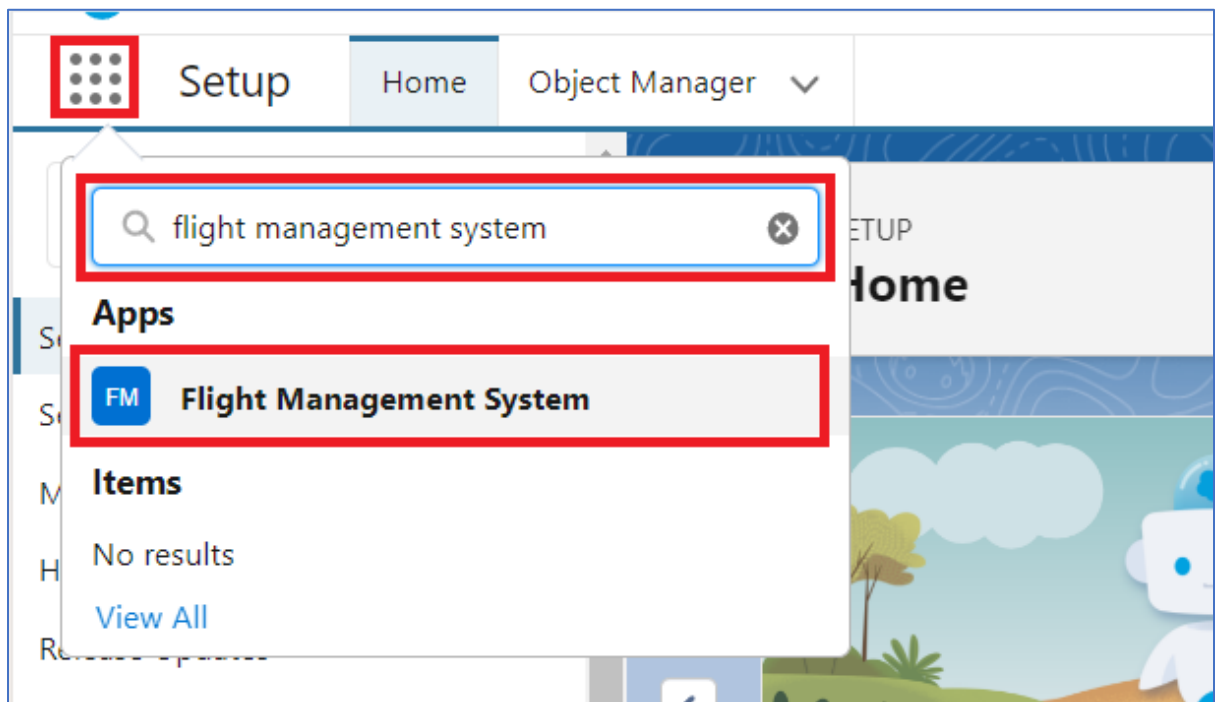 Setup
Home
Object Manager
flight management system
ETUP
Home
Apps
FM
Flight Management System
Items
No results
View All